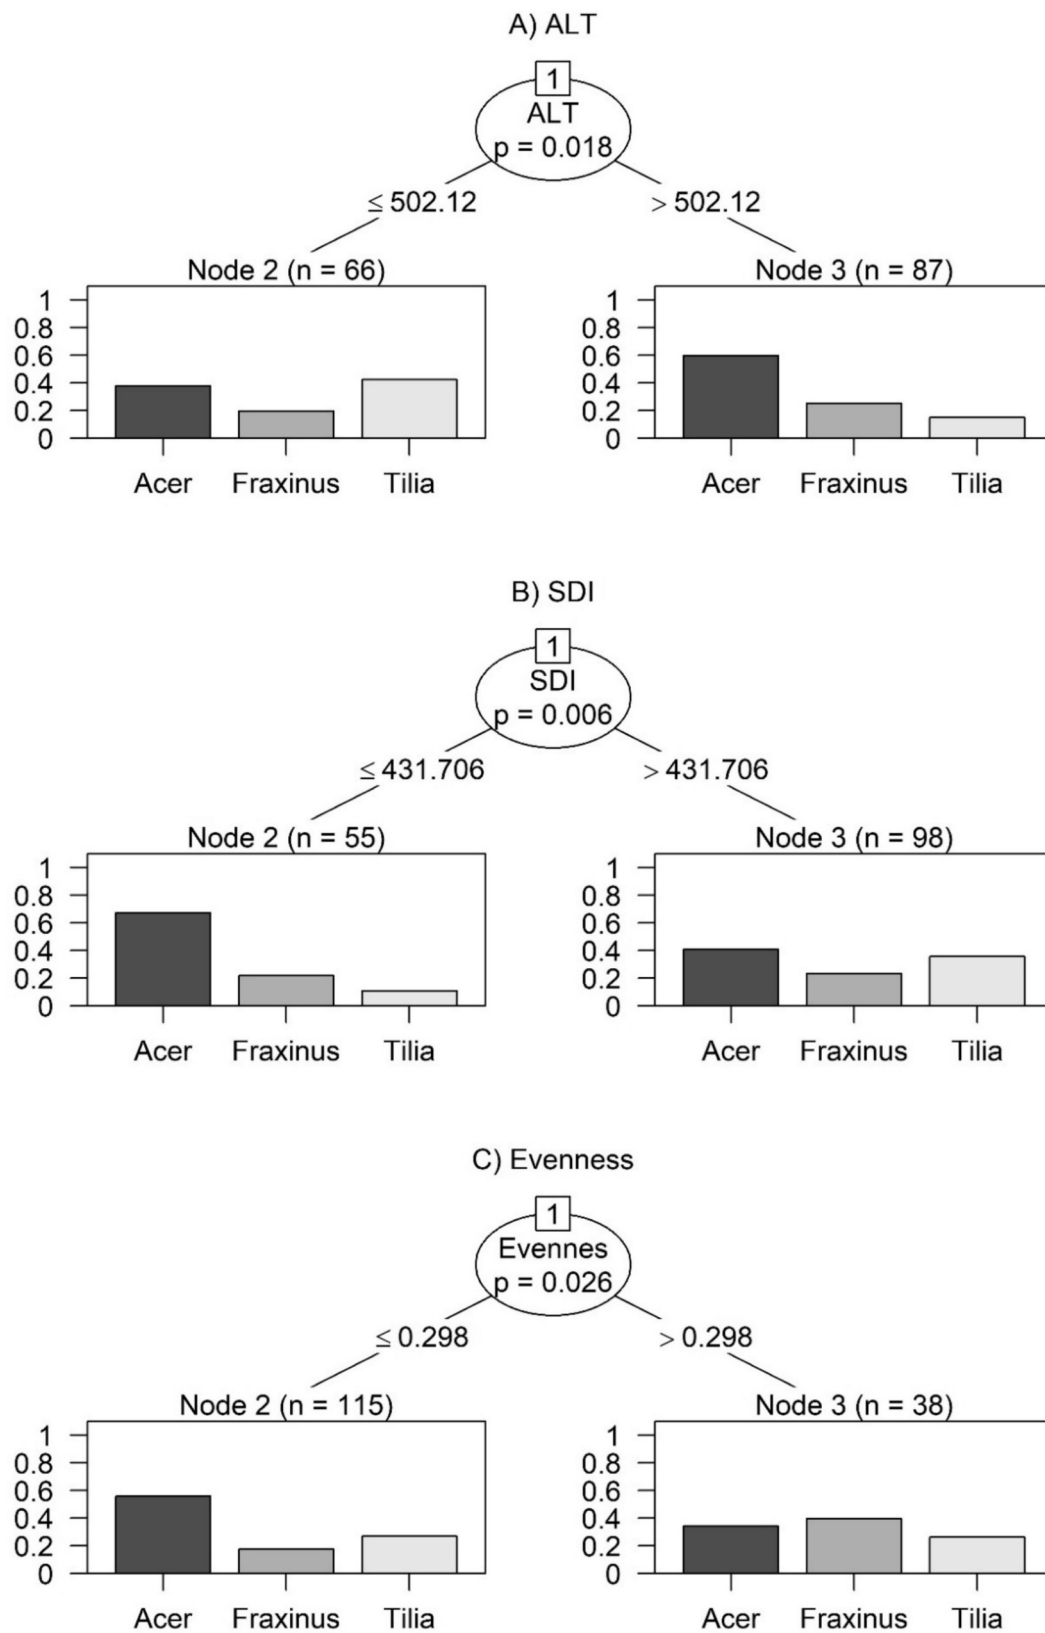 A) ALT
1
ALT
p = 0.018
≤ 502.12
> 502.12
Node 2 (n = 66)
Node 3 (n = 87)
1
0.8
0.6
0.4
0.2
0
Acer Fraxinus Tilia
1
0.8
0.6
0.4
0.2
0
Acer Fraxinus Tilia
B) SDI
1
SDI
p = 0.006
≤ 431.706
> 431.706
Node 2 (n = 55)
Node 3 (n = 98)
1
0.8
0.6
0.4
0.2
0
Acer Fraxinus Tilia
1
0.8
0.6
0.4
0.2
0
Acer Fraxinus Tilia
C) Evenness
1
Evennes
p = 0.026
≤ 0.298
> 0.298
Node 2 (n = 115)
Node 3 (n = 38)
1
0.8
0.6
0.4
0.2
0
Acer Fraxinus Tilia
1
0.8
0.6
0.4
0.2
0
Acer Fraxinus Tilia